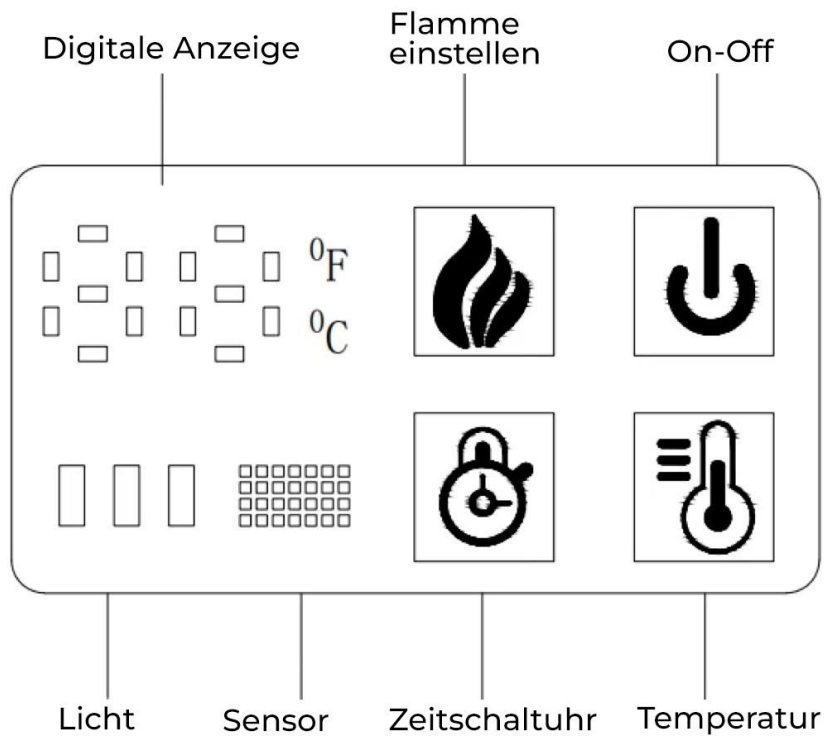 Digitale Anzeige
Flamme
einstellen
On-Off
⁰F
⁰C
Licht
Sensor
Zeitschaltuhr
Temperatur